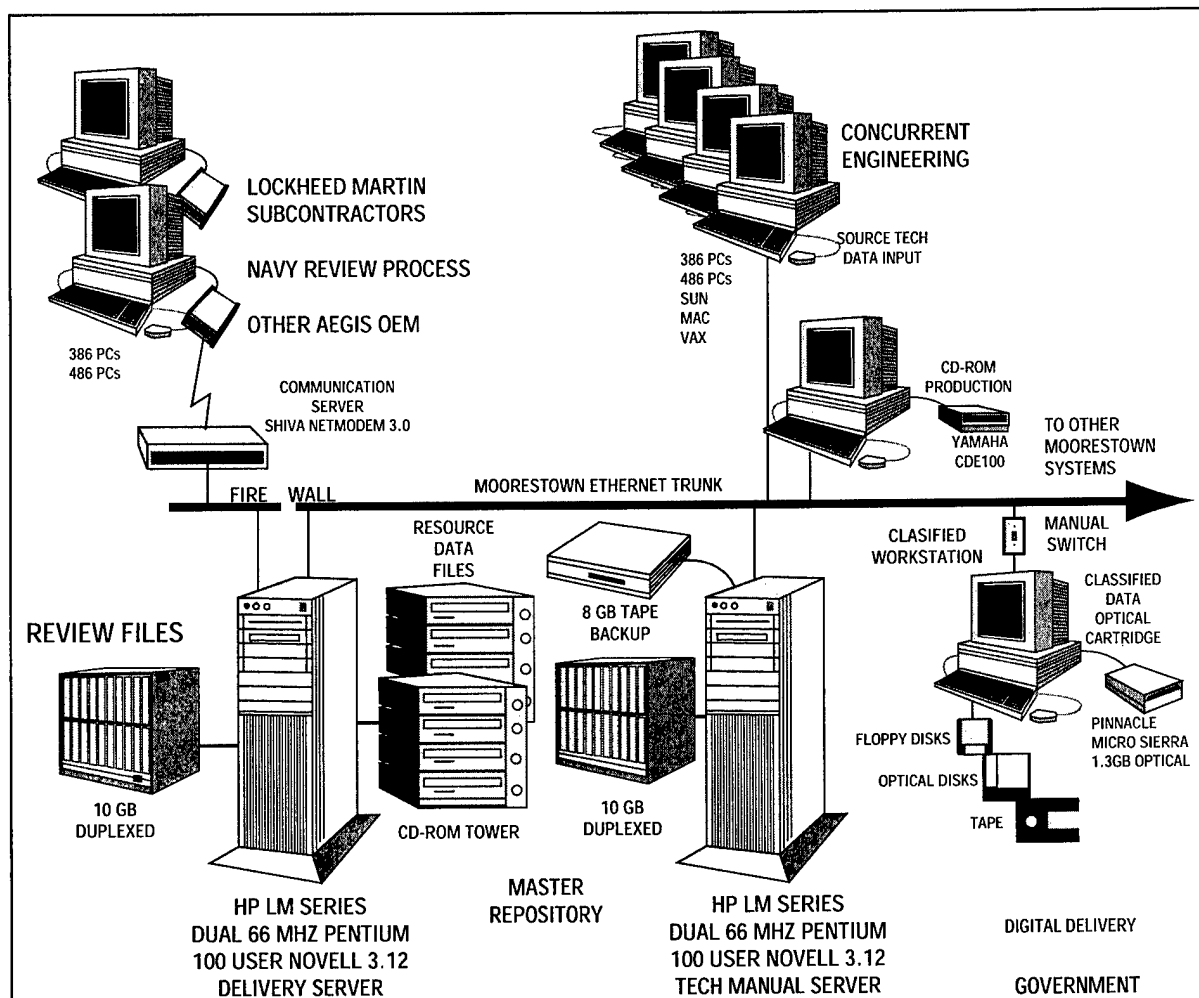 LOCKHEED MARTIN
SUBCONTRACTORS
NAVY REVIEW PROCESS
OTHER AEGIS OEM
386 PCs
486 PCs
COMMUNICATION
SERVER
SHIVA NETMODEM 3.0
CONCURRENT
ENGINEERING
SOURCE TECH
DATA INPUT
386 PCs
486 PCs
SUN
MAC
VAX
CD-ROM
PRODUCTION
YAMAHA
CDE100
TO OTHER
MOORESTOWN
SYSTEMS
FIRE WALL
MOORESTOWN ETHERNET TRUNK
RESOURCE
DATA
FILES
8 GB TAPE
BACKUP
CLASIFIED
WORKSTATION
MANUAL
SWITCH
CLASSIFIED
DATA
OPTICAL
CARTRIDGE
REVIEW FILES
10 GB
DUPLEXED
CD-ROM TOWER
10 GB
DUPLEXED
FLOPPY DISKS
OPTICAL DISKS
TAPE
PINNACLE
MICRO SIERRA
1.3GB OPTICAL
MASTER
REPOSITORY
HP LM SERIES
DUAL 66 MHZ PENTIUM
100 USER NOVELL 3.12
DELIVERY SERVER
HP LM SERIES
DUAL 66 MHZ PENTIUM
100 USER NOVELL 3.12
TECH MANUAL SERVER
DIGITAL DELIVERY
GOVERNMENT